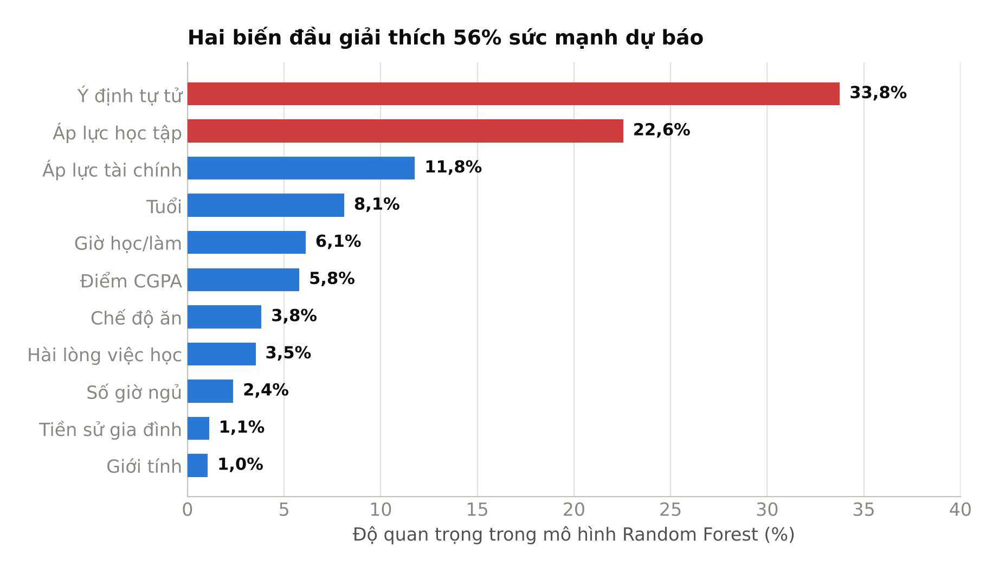 Hai biến đầu giải thích 56% sức mạnh dự báo
Ý định tự tử 33,8%
Áp lực học tập 22,6%
Áp lực tài chính 11,8%
Tuổi 8,1%
Giờ học/làm 6,1%
Điểm CGPA 5,8%
Chế độ ăn 3,8%
Hài lòng việc học 3,5%
Số giờ ngủ 2,4%
Tiền sử gia đình 1,1%
Giới tính 1,0%
0 5 10 15 20 25 30 35 40
Độ quan trọng trong mô hình Random Forest (%)